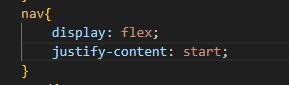 nav{
    display: flex;
    justify-content: start;
}